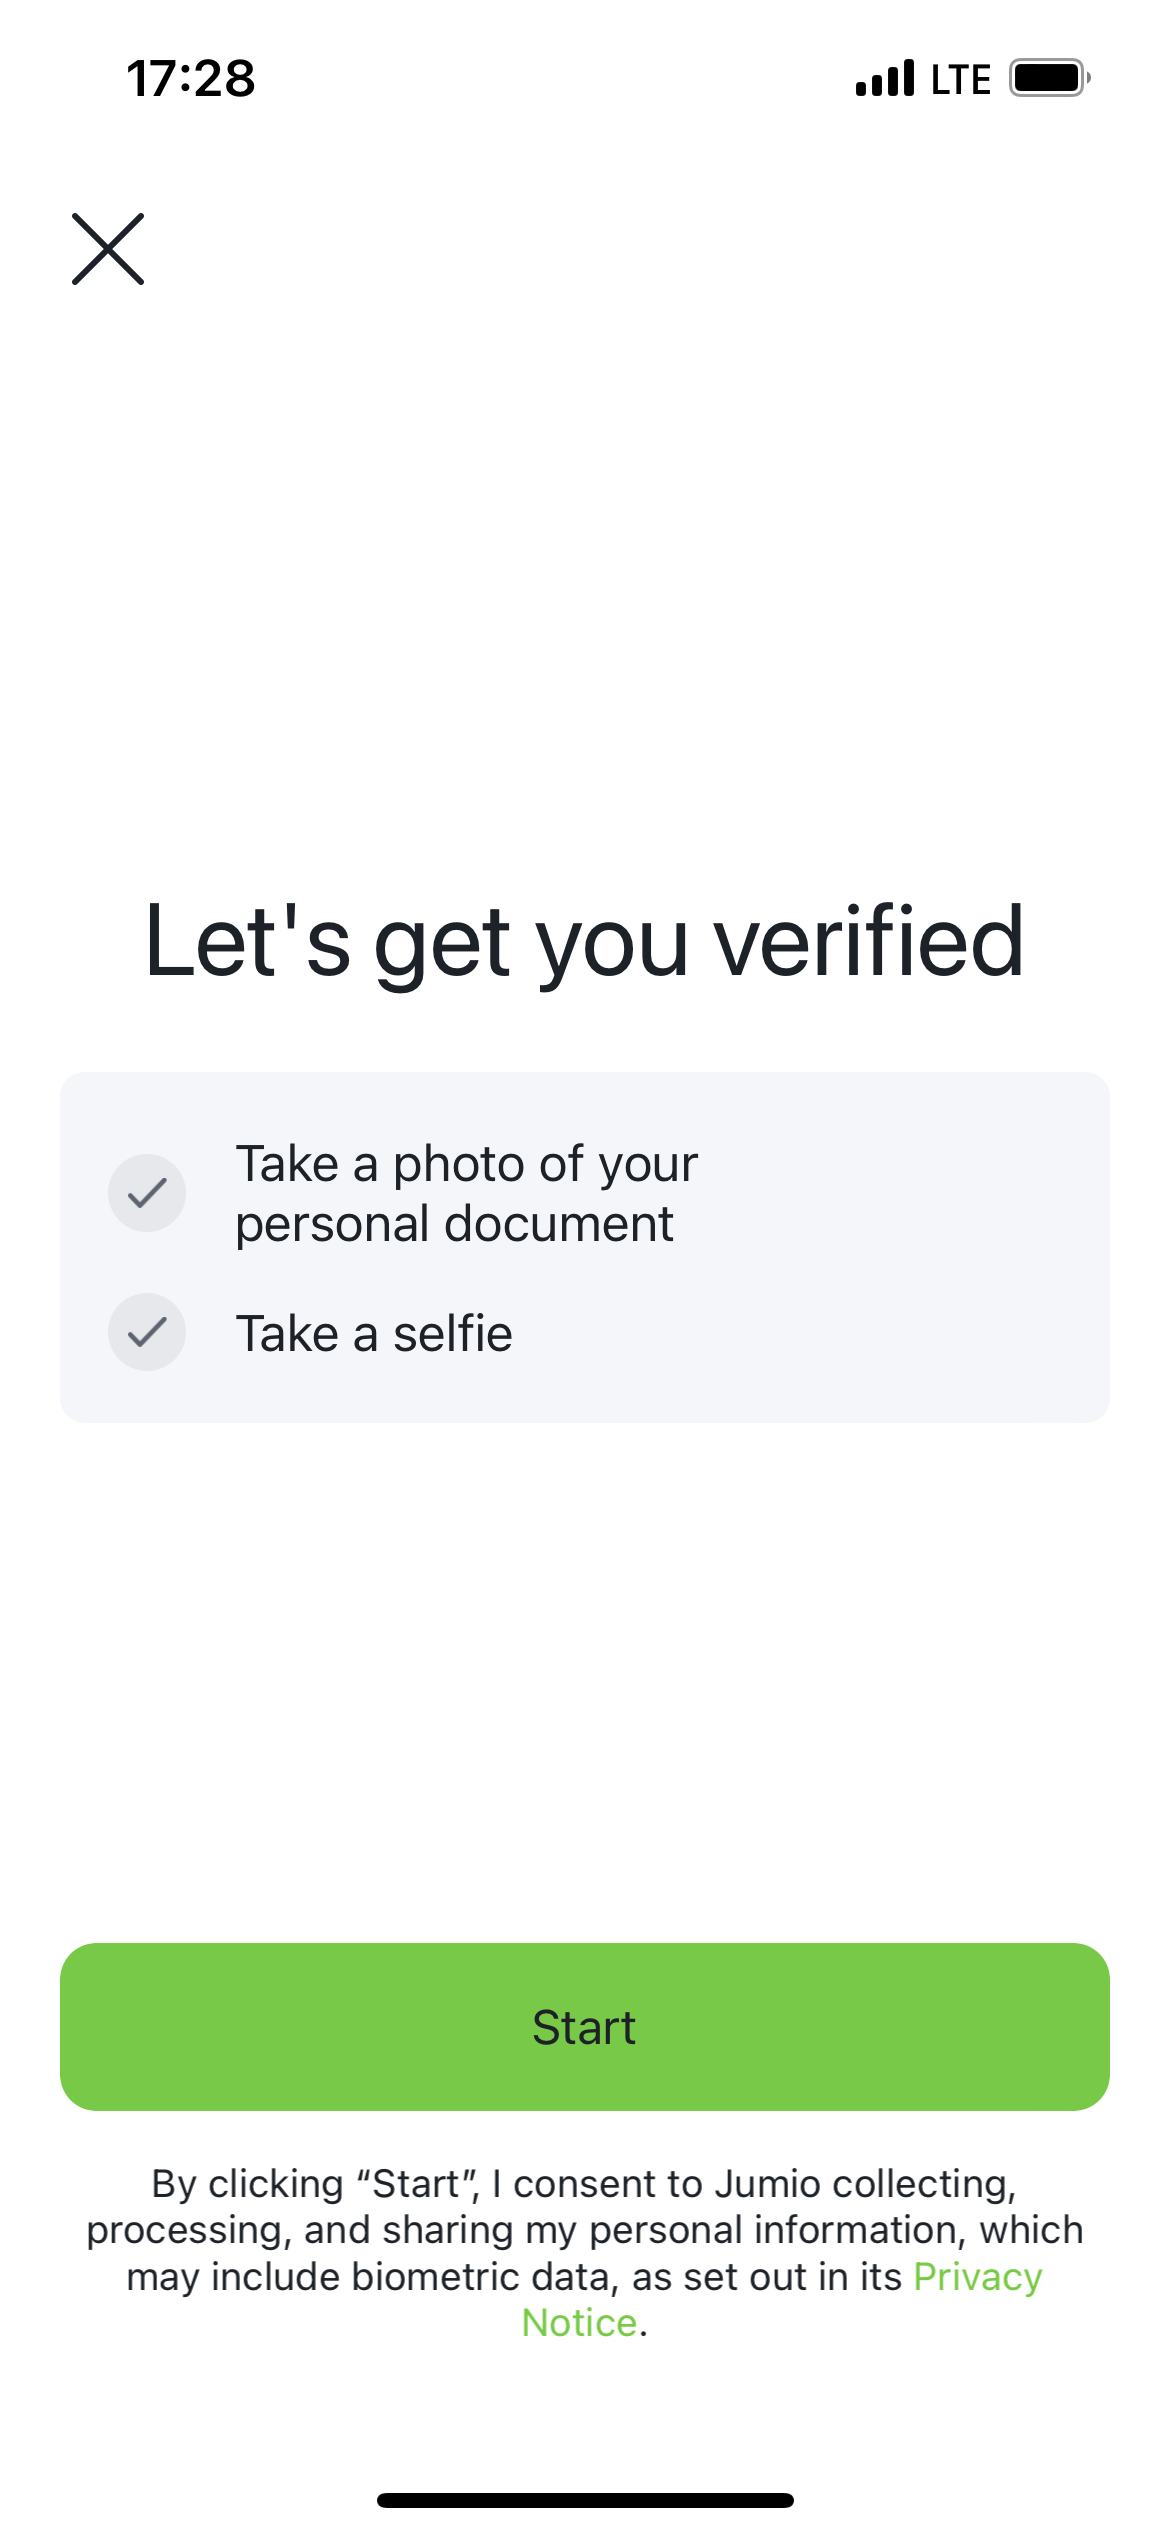 17:28 LTE
Let's get you verified
Take a photo of your
personal document
Take a selfie
Start
By clicking “Start”, I consent to Jumio collecting,
processing, and sharing my personal information, which
may include biometric data, as set out in its Privacy
Notice.